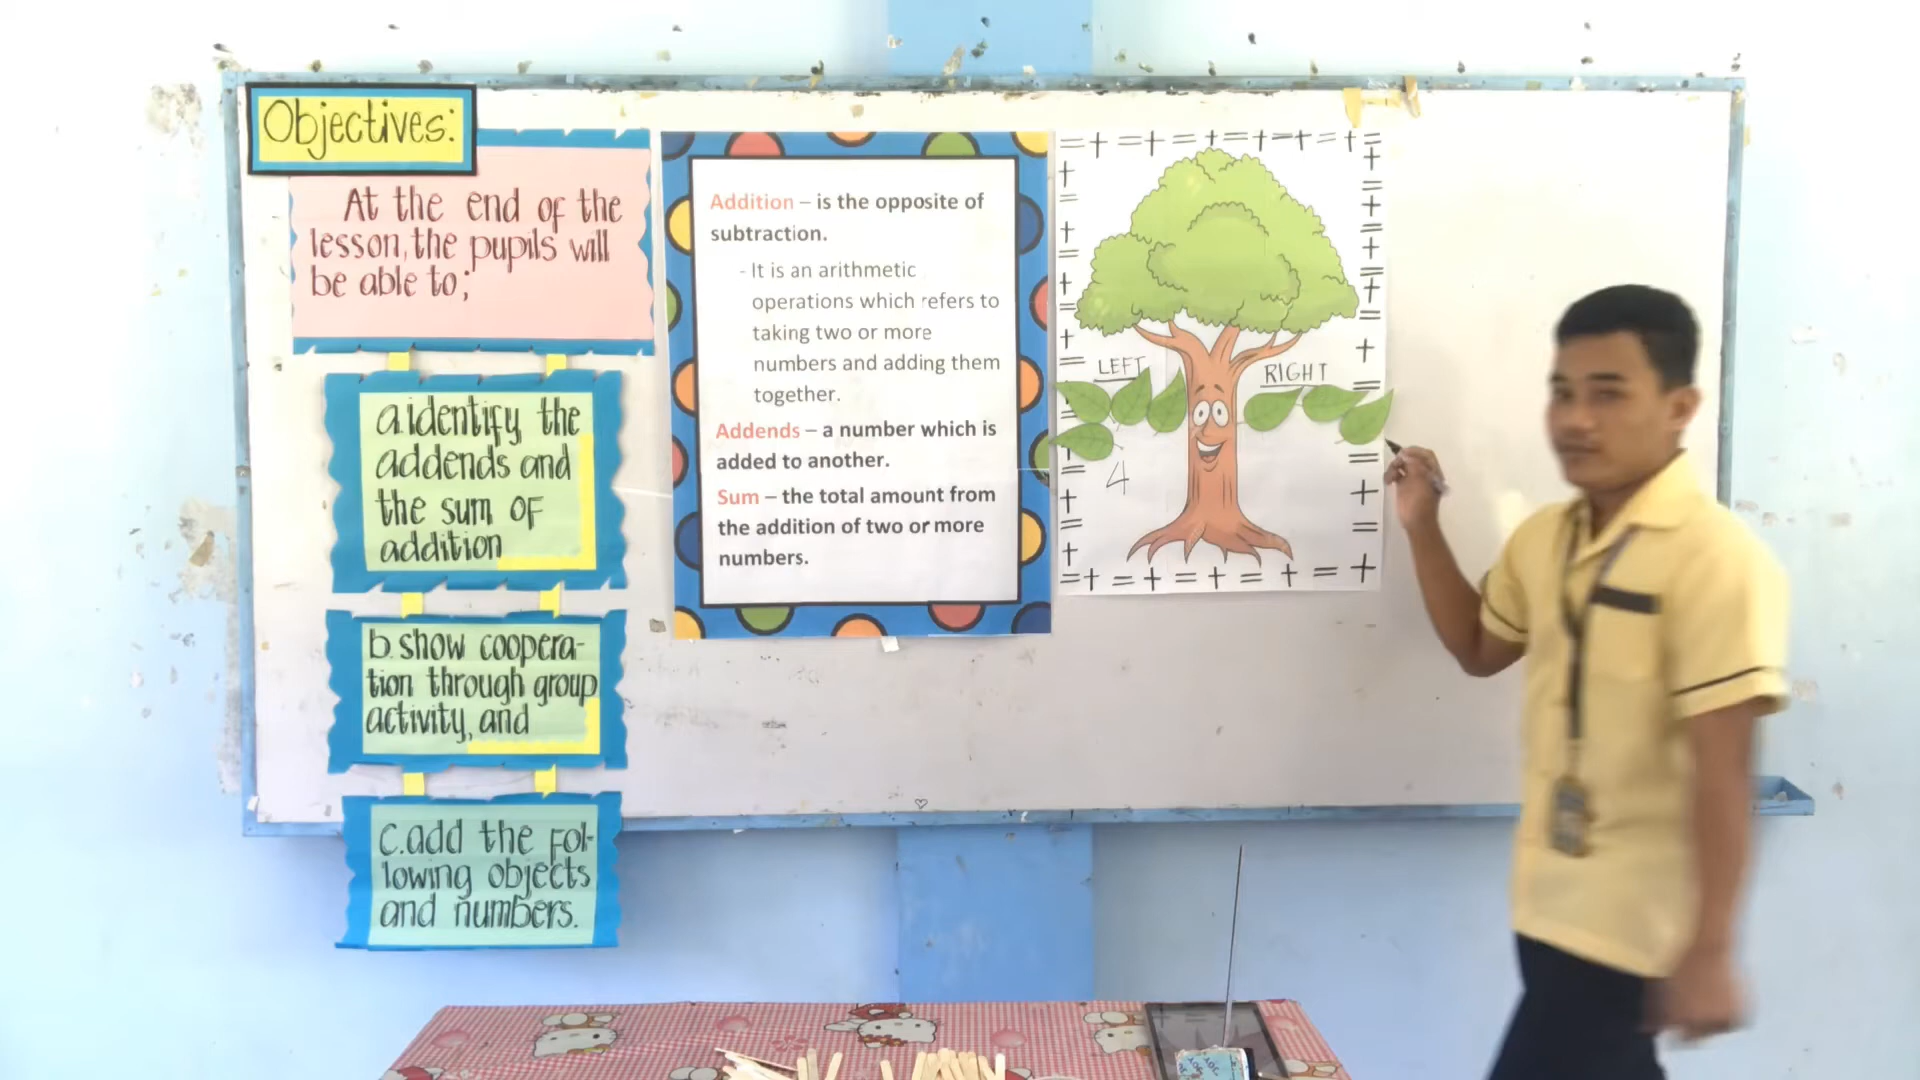 Objectives:
At the end of the
lesson, the pupils will
be able to;
a. identify the
addends and
the sum of
addition
b. show coopera-
tion through group
activity, and
c. add the fol-
lowing objects
and numbers.
Addition – is the opposite of
subtraction.
- It is an arithmetic
operations which refers to
taking two or more
numbers and adding them
together.
Addends – a number which is
added to another.
Sum – the total amount from
the addition of two or more
numbers.
LEFT
RIGHT
4